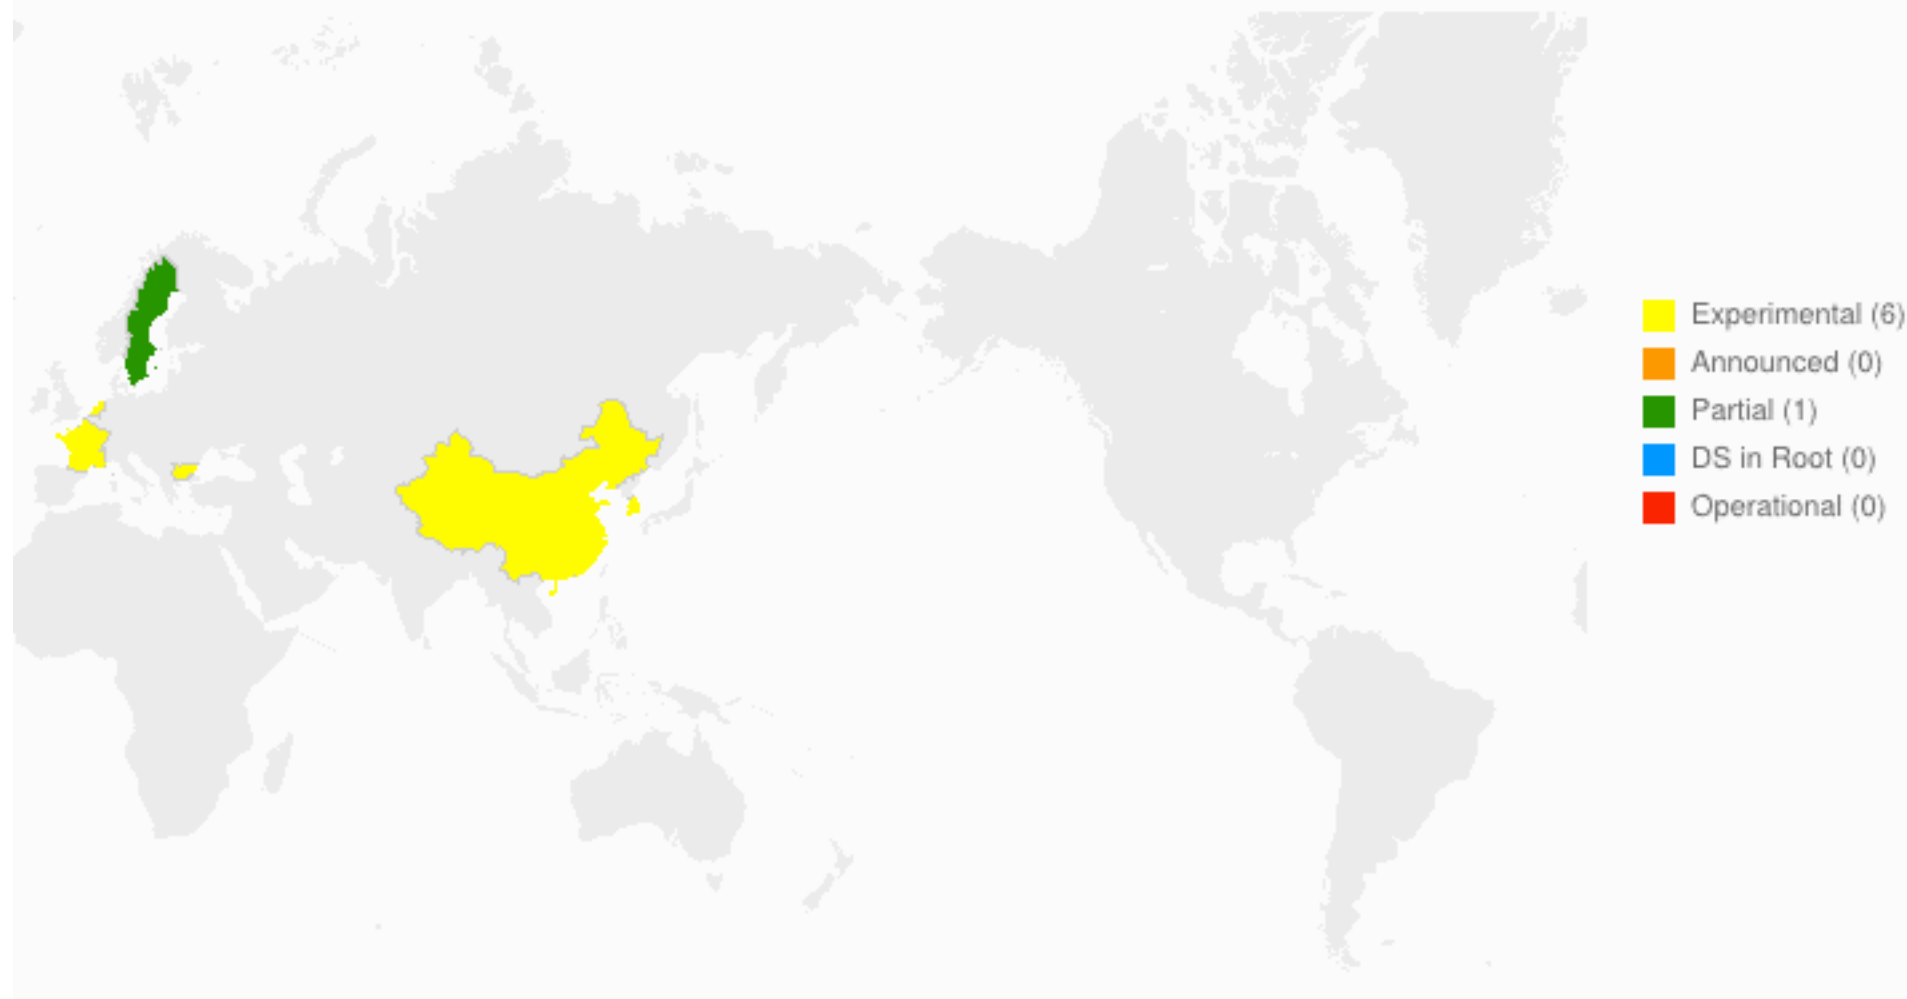 Experimental (6)
Announced (0)
Partial (1)
DS in Root (0)
Operational (0)